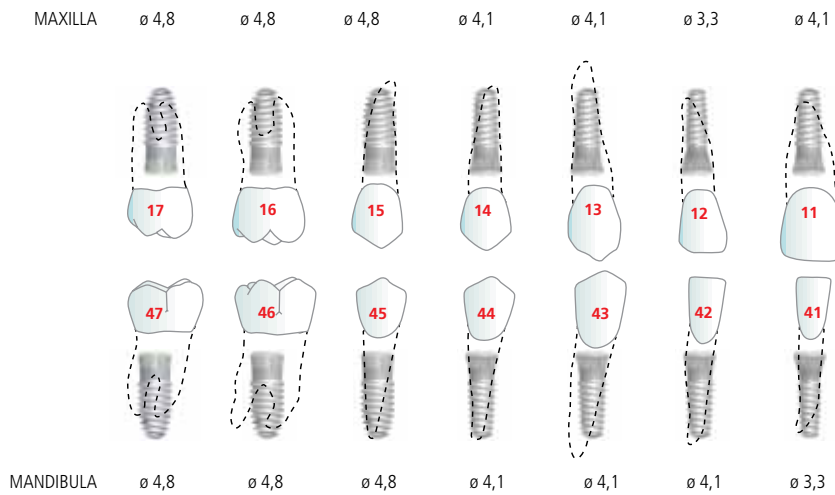 MAXILLA ø 4,8 ø 4,8 ø 4,8 ø 4,1 ø 4,1 ø 3,3 ø 4,1
17 16 15 14 13 12 11
47 46 45 44 43 42 41
MANDIBULA ø 4,8 ø 4,8 ø 4,8 ø 4,1 ø 4,1 ø 4,1 ø 3,3